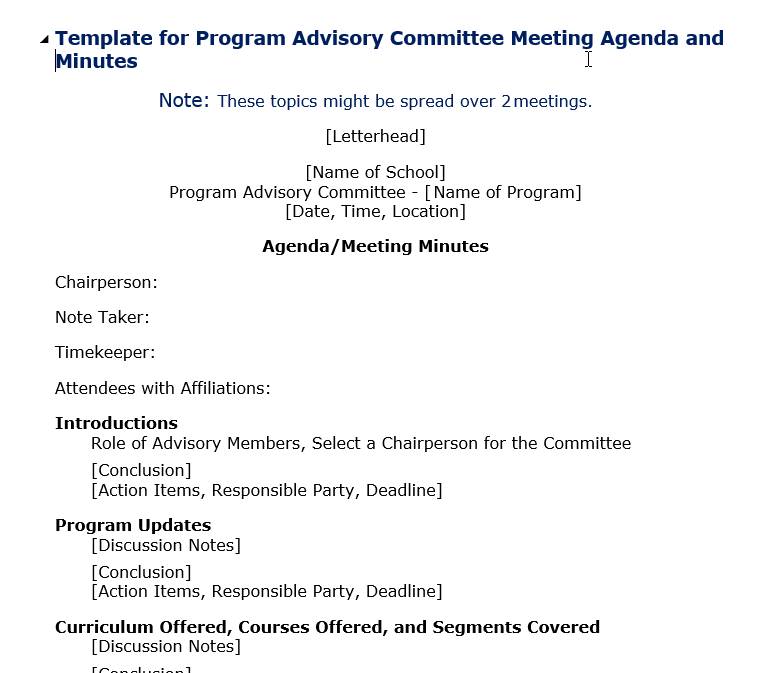 Template for Program Advisory Committee Meeting Agenda and
Minutes
Note: These topics might be spread over 2 meetings.
[Letterhead]
[Name of School]
Program Advisory Committee - [Name of Program]
[Date, Time, Location]
Agenda/Meeting Minutes
Chairperson:
Note Taker:
Timekeeper:
Attendees with Affiliations:
Introductions
Role of Advisory Members, Select a Chairperson for the Committee
[Conclusion]
[Action Items, Responsible Party, Deadline]
Program Updates
[Discussion Notes]
[Conclusion]
[Action Items, Responsible Party, Deadline]
Curriculum Offered, Courses Offered, and Segments Covered
[Discussion Notes]
[Conclusion]